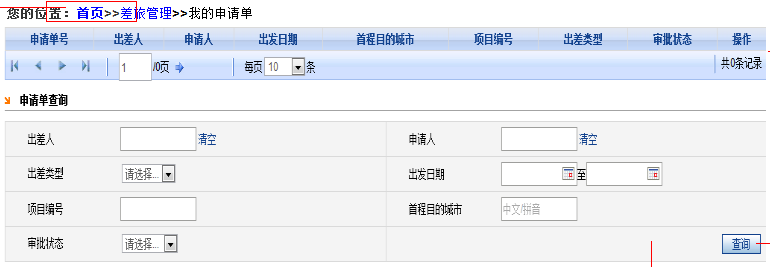 您的位置：首页>>差旅管理>>我的申请单
申请单号 出差人 申请人 出发日期 首程目的城市 项目编号 出差类型 审批状态 操作
1 /0页 每页 10 条 共0条记录
申请单查询
出差人 清空 申请人 清空
出差类型 请选择... 出发日期 至
项目编号 首程目的城市 中文/拼音
审批状态 请选择... 查询